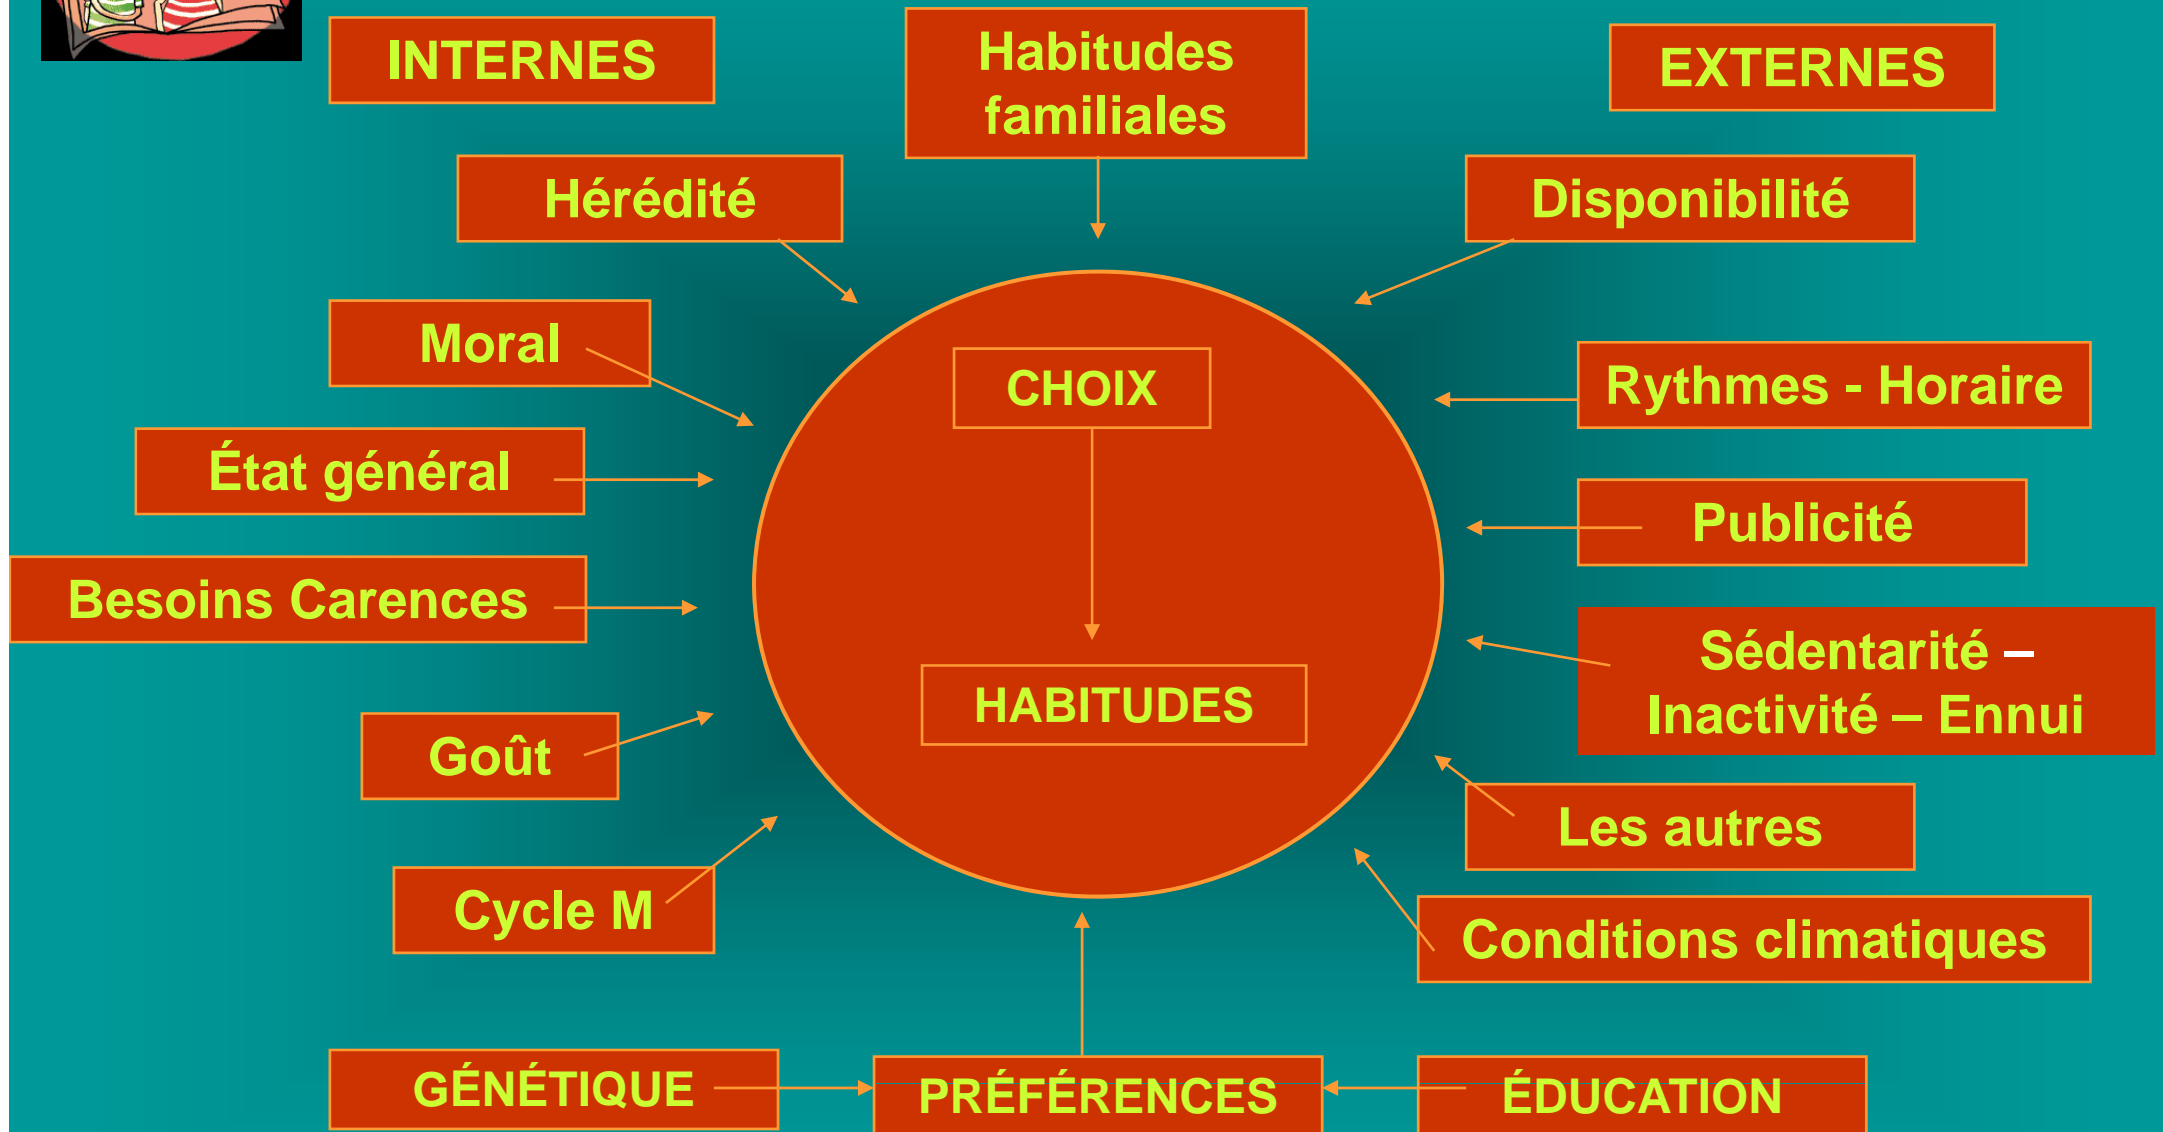 INTERNES
Habitudes
familiales
EXTERNES
Hérédité
Disponibilité
Moral
CHOIX
Rythmes - Horaire
État général
Publicité
Besoins Carences
Sédentarité –
Inactivité – Ennui
HABITUDES
Goût
Les autres
Cycle M
Conditions climatiques
GÉNÉTIQUE
PRÉFÉRENCES
ÉDUCATION